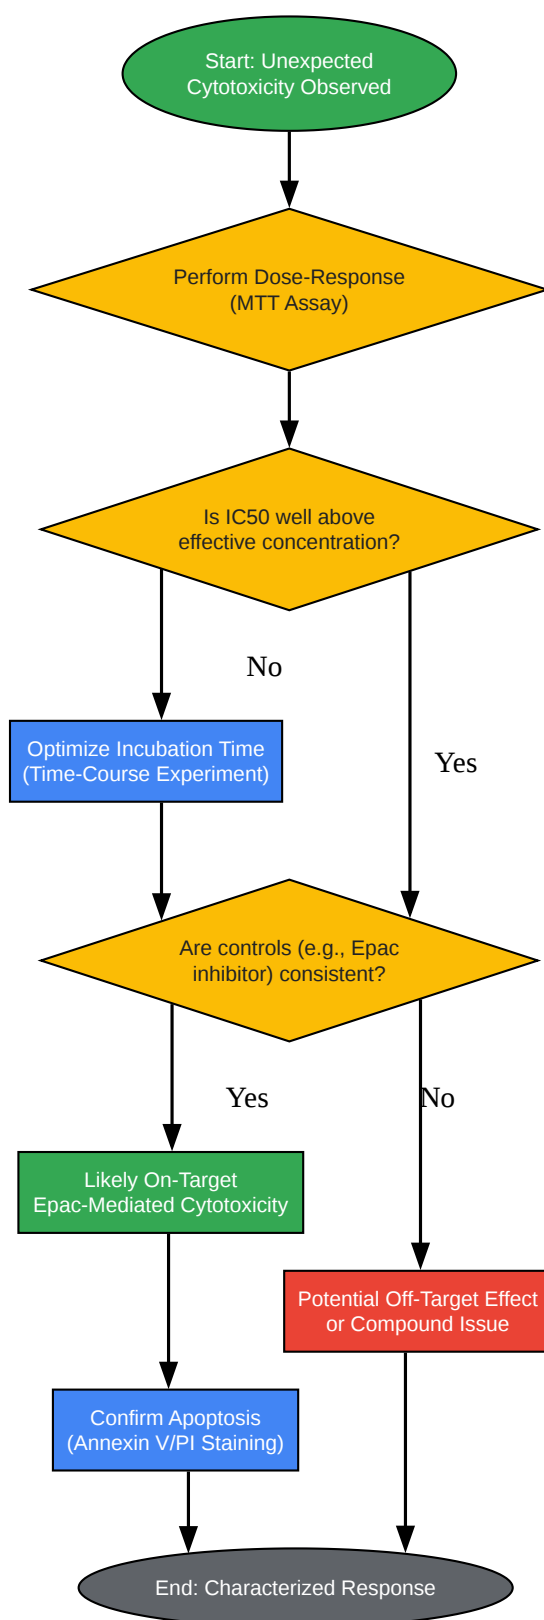 Start: Unexpected
Cytotoxicity Observed
Perform Dose-Response
(MTT Assay)
Is IC50 well above
effective concentration?
No
Optimize Incubation Time
(Time-Course Experiment)
Yes
Are controls (e.g., Epac
inhibitor) consistent?
Yes
No
Likely On-Target
Epac-Mediated Cytotoxicity
Potential Off-Target Effect
or Compound Issue
Confirm Apoptosis
(Annexin V/PI Staining)
End: Characterized Response